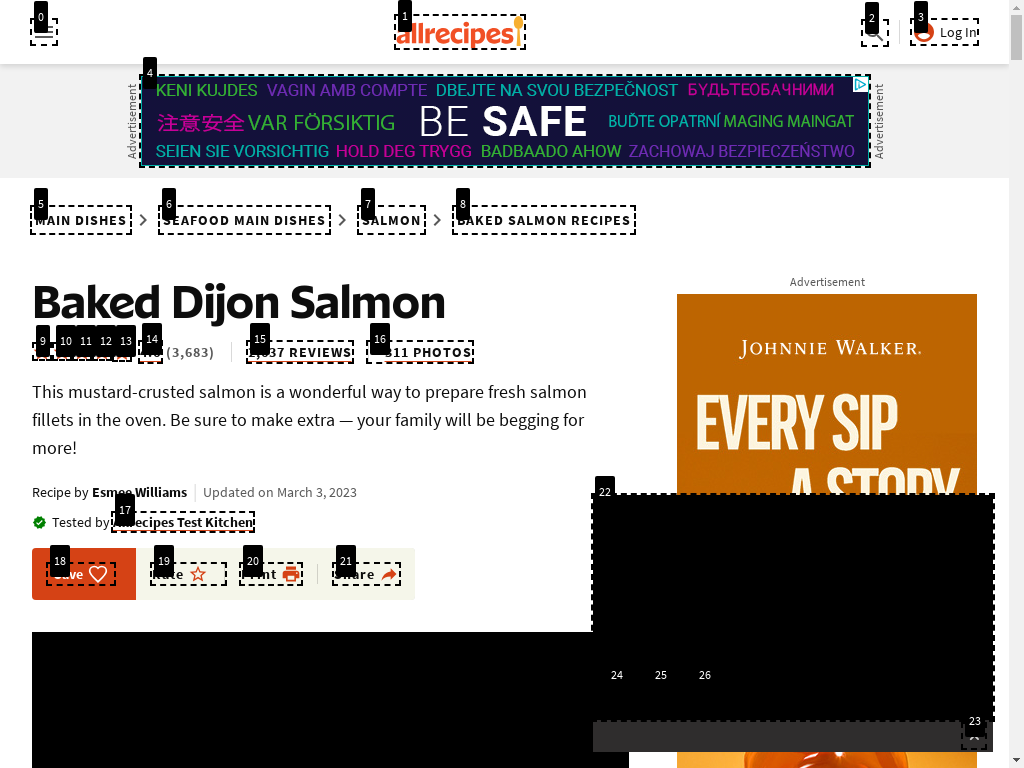 0
1
2
3
allrecipes
Log In
4
Advertisement
KENI KUJDES VAGIN AMB COMPTE DBEJTE NA SVOU BEZPEČNOST БУДЬТЕОБАЧНИМИ
注意安全 VAR FÖRSIKTIG BE SAFE BUĎTE OPATRNÍ MAGING MAINGAT
SEIEN SIE VORSICHTIG HOLD DEG TRYGG BADBAADO AHOW ZACHOWAJ BEZPIECZEŃSTWO
Advertisement
5
6
7
8
MAIN DISHES
SEAFOOD MAIN DISHES
SALMON
BAKED SALMON RECIPES
Advertisement
Baked Dijon Salmon
9
10
11
12
13
14
15
16
(3,683)
REVIEWS
311 PHOTOS
This mustard-crusted salmon is a wonderful way to prepare fresh salmon
fillets in the oven. Be sure to make extra — your family will be begging for
more!
JOHNNIE WALKER.
EVERY SIP
A STORY
Recipe by Esmee Williams
Updated on March 3, 2023
17
Tested by Allrecipes Test Kitchen
22
18
19
20
21
Save
Rate
Print
Share
24
25
26
23